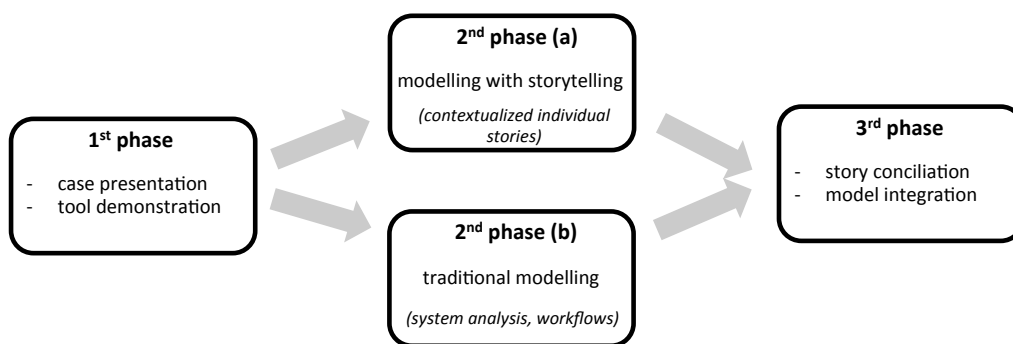 1st phase
- case presentation
- tool demonstration
2nd phase (a)
modelling with storytelling
(contextualized individual
stories)
2nd phase (b)
traditional modelling
(system analysis, workflows)
3rd phase
- story conciliation
- model integration